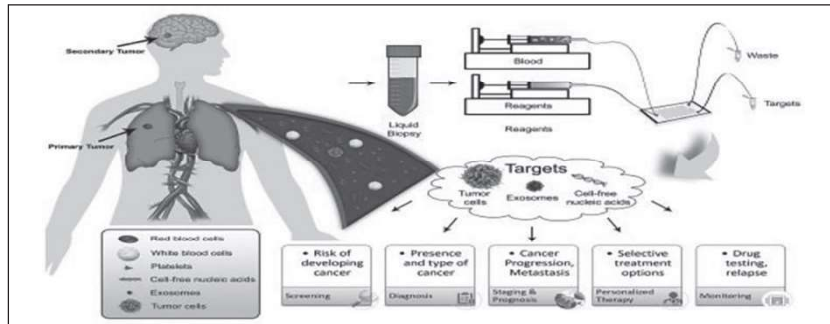 Secondary Tumor
Primary Tumor
Liquid
Biopsy
Blood
Reagents
Reagents
Waste
Targets
Targets
Tumor
cells
Exosomes
Cell-free
nucleic acids
Red blood cells
White blood cells
Platelets
Cell-free nucleic acids
Exosomes
Tumor cells
• Risk of
developing
cancer
Screening
• Presence
and type of
cancer
Diagnosis
• Cancer
Progression,
Metastasis
Staging &
Prognosis
• Selective
treatment
options
Personalized
Therapy
• Drug
testing,
relapse
Monitoring